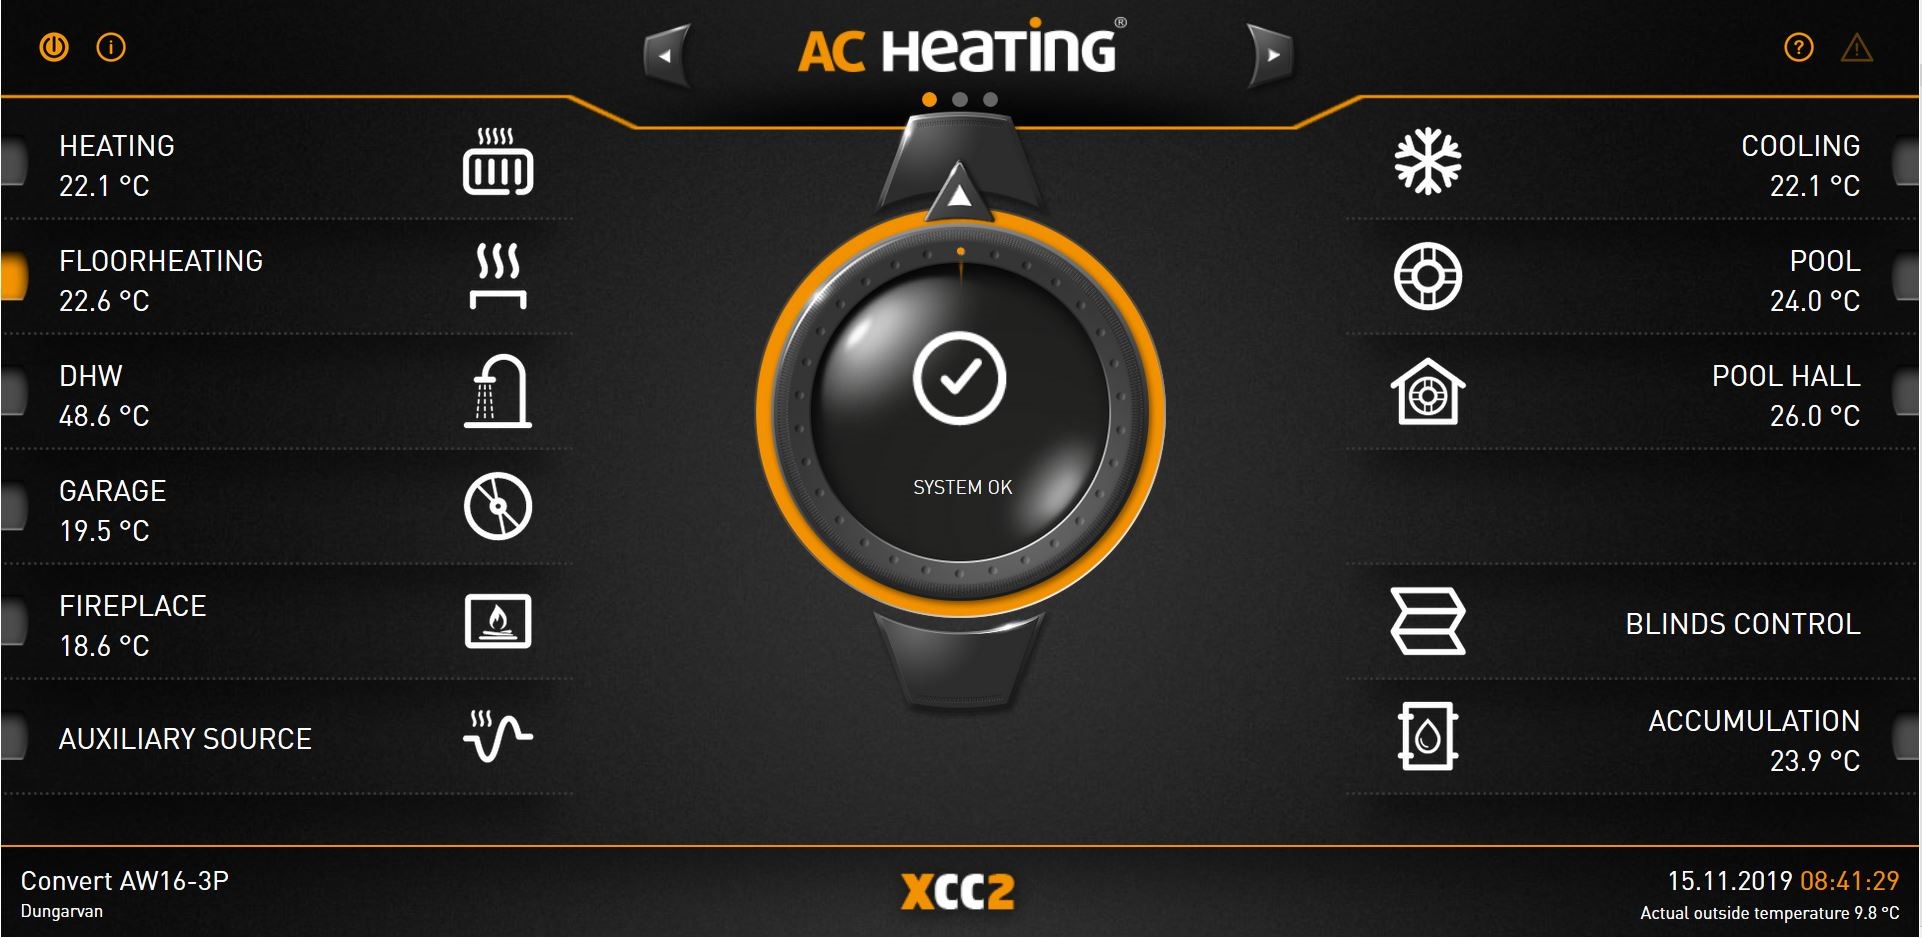 AC Heating®
HEATING
22.1 °C
FLOORHEATING
22.6 °C
DHW
48.6 °C
GARAGE
19.5 °C
FIREPLACE
18.6 °C
AUXILIARY SOURCE
SYSTEM OK
COOLING
22.1 °C
POOL
24.0 °C
POOL HALL
26.0 °C
BLINDS CONTROL
ACCUMULATION
23.9 °C
Convert AW16-3P
Dungarvan
XCC2
15.11.2019 08:41:29
Actual outside temperature 9.8 °C